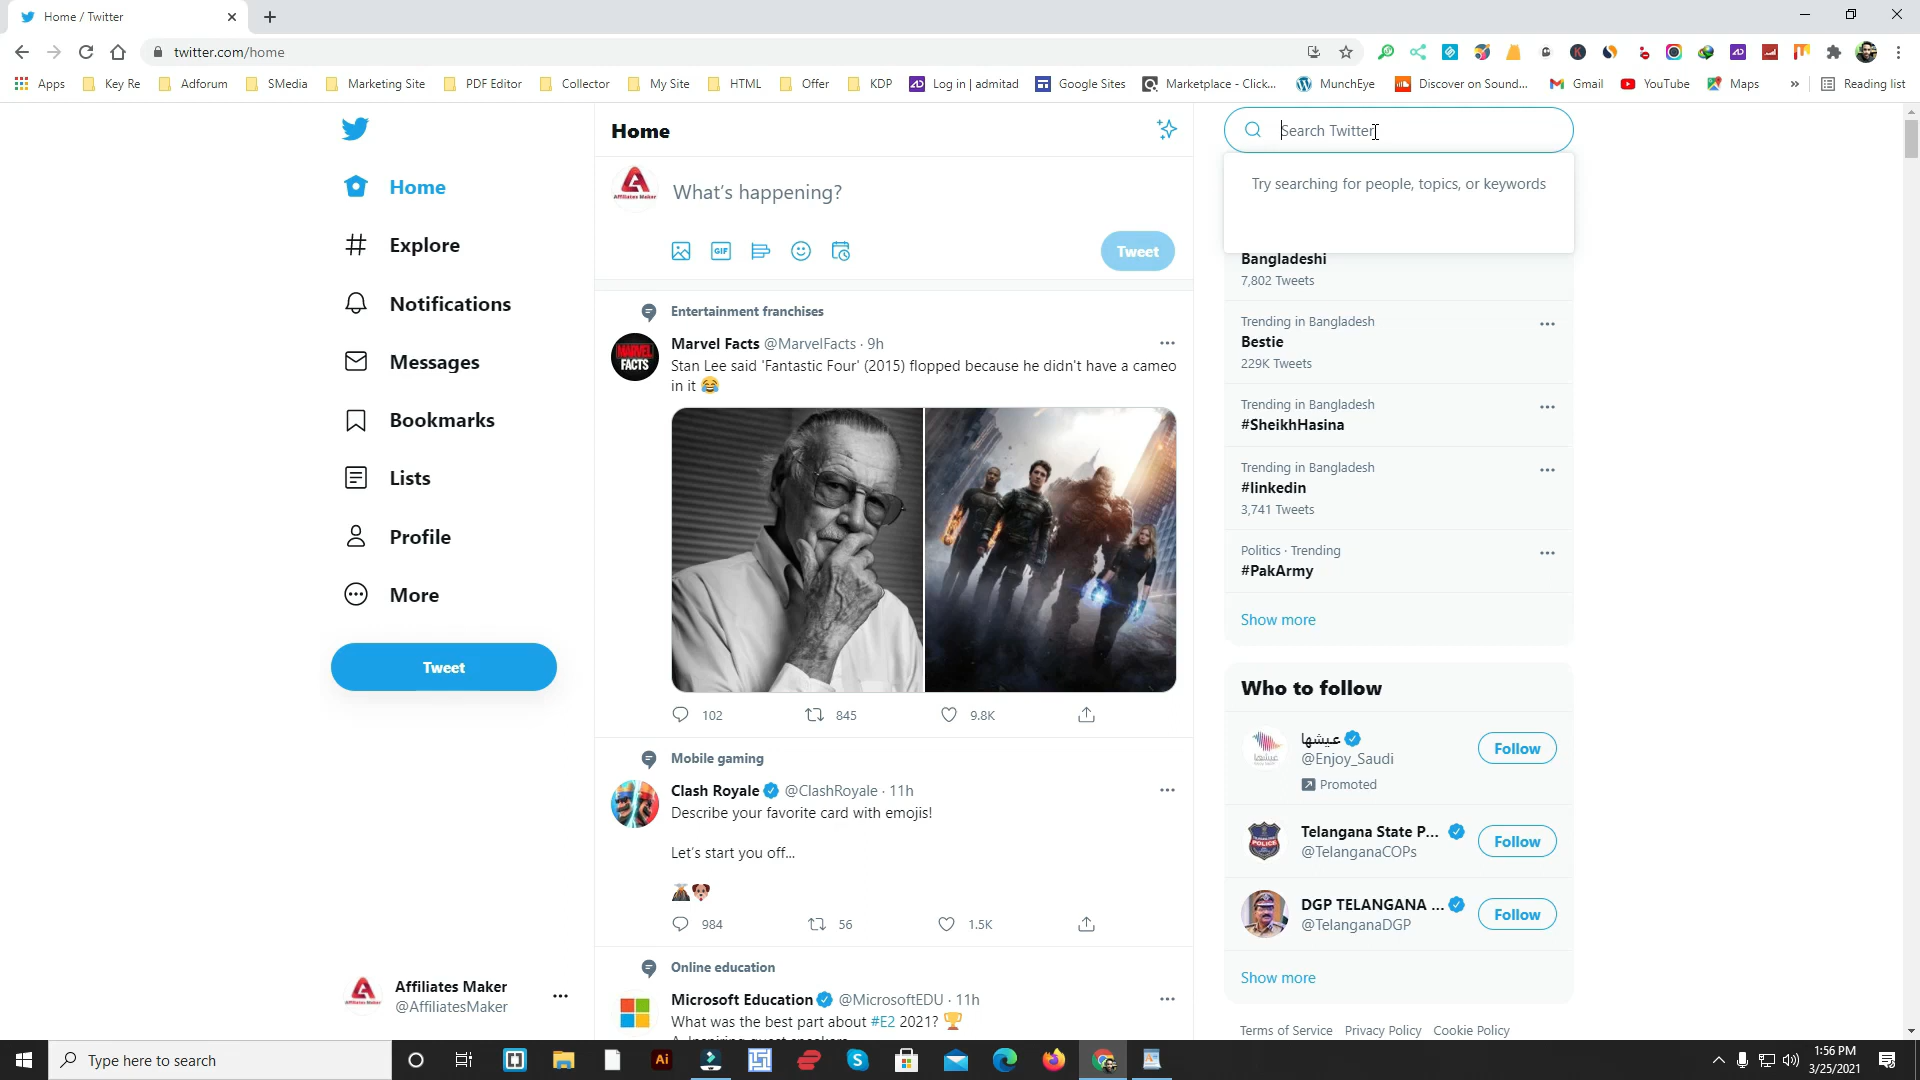 Home / Twitter
twitter.com/home
Apps
Key Re
Adforum
SMedia
Marketing Site
PDF Editor
Collector
My Site
HTML
Offer
KDP
Log in | admitad
Google Sites
Marketplace - Click...
MunchEye
Discover on Sound...
Gmail
YouTube
Maps
»
Reading list
Home
Explore
Notifications
Messages
Bookmarks
Lists
Profile
More
Tweet
Affiliates Maker
@AffiliatesMaker
Home
Affiliates Maker
What's happening?
GIF
Tweet
Entertainment franchises
MARVEL
FACTS
Marvel Facts @MarvelFacts · 9h
Stan Lee said 'Fantastic Four' (2015) flopped because he didn't have a cameo
in it 😂
102
845
9.8K
Mobile gaming
Clash Royale @ClashRoyale · 11h
Describe your favorite card with emojis!
Let's start you off...
🌋🐶
984
56
1.5K
Online education
Microsoft Education @MicrosoftEDU · 11h
What was the best part about #E2 2021? 🏆
Search Twitter
Try searching for people, topics, or keywords
Bangladeshi
7,802 Tweets
Trending in Bangladesh
Bestie
229K Tweets
Trending in Bangladesh
#SheikhHasina
Trending in Bangladesh
#linkedin
3,741 Tweets
Politics · Trending
#PakArmy
Show more
Who to follow
عيشها
@Enjoy_Saudi
Promoted
Follow
Telangana State P...
@TelanganaCOPs
Follow
DGP TELANGANA ...
@TelanganaDGP
Follow
Show more
Terms of Service Privacy Policy Cookie Policy
Type here to search
Ai
1:56 PM
3/25/2021